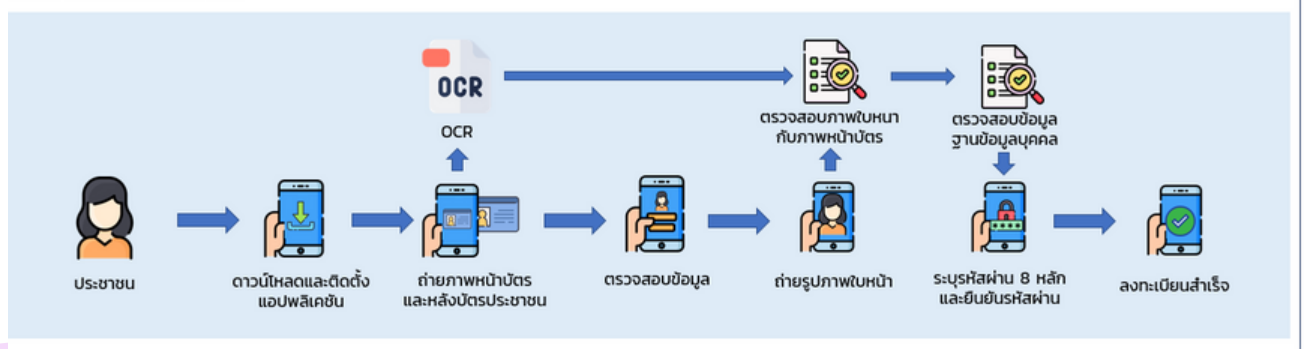 OCR
OCR
ตรวจสอบภาพใบหนา
กับภาพหน้าบัตร
ตรวจสอบข้อมูล
ฐานข้อมูลบุคคล
ประชาชน
ดาวน์โหลดและติดตั้ง
แอปพลิเคชัน
ถ่ายภาพหน้าบัตร
และหลังบัตรประชาชน
ตรวจสอบข้อมูล
ถ่ายรูปภาพใบหน้า
ระบุรหัสผ่าน 8 หลัก
และยืนยันรหัสผ่าน
ลงทะเบียนสำเร็จ